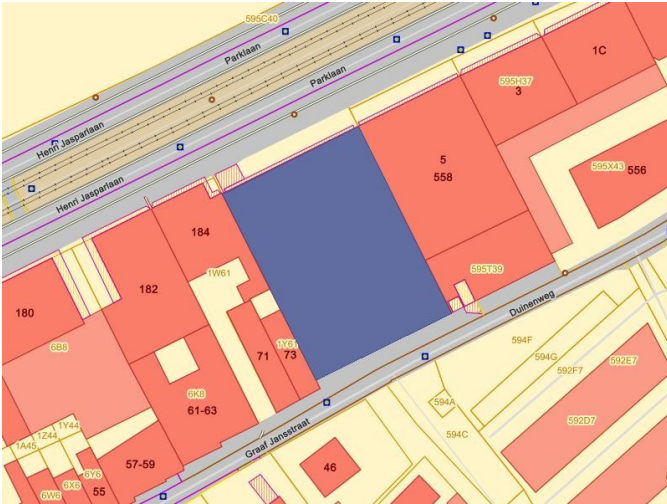 595C40
Parklaan
Parklaan
1C
595H37
3
Henri Jasparlaan
5
558
595X43
556
Henri Jasparlaan
184
595T39
1W61
182
180
Duinenweg
594F
6B8
1Y61
594G
592E7
71
73
592F7
6K8
61-63
594A
592D7
1Y44
1Z44
1A45
Graaf Jansstraat
594C
57-59
46
6Y6
6X6
55
6W6